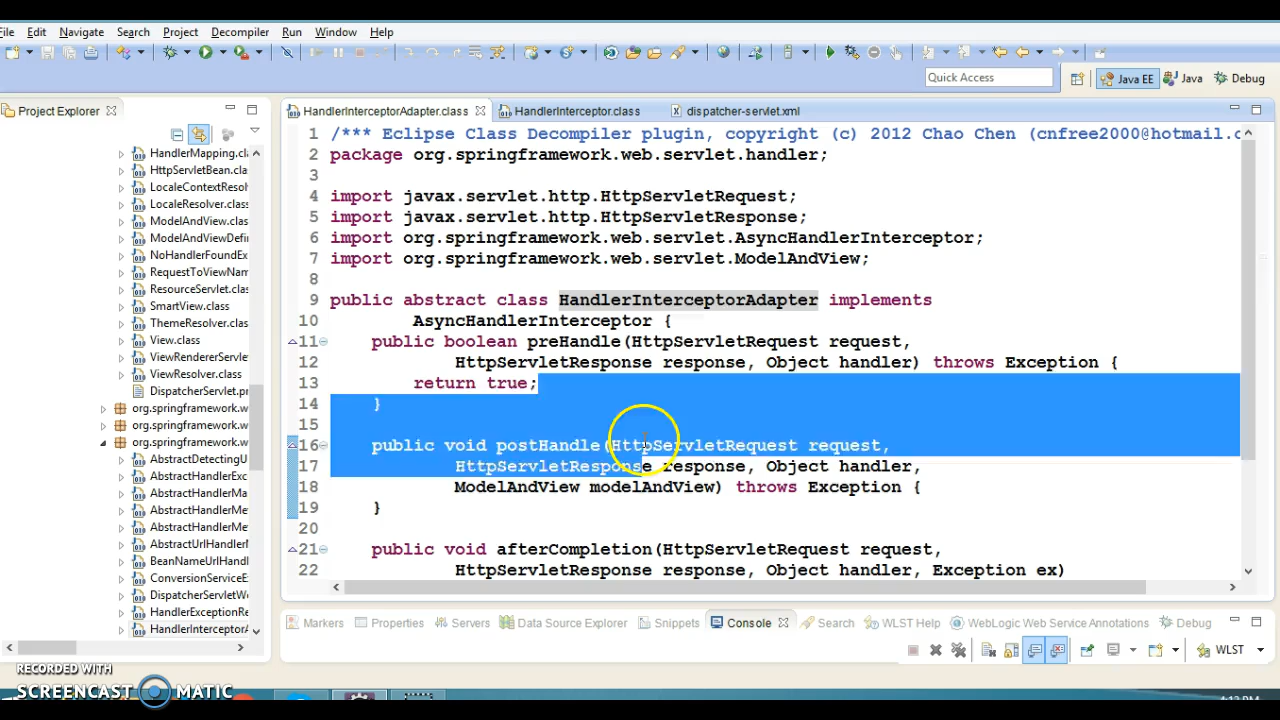 File Edit Navigate Search Project Decompiler Run Window Help
Quick Access
Java EE
Java
Debug
Project Explorer
HandlerInterceptorAdapter.class
HandlerInterceptor.class
dispatcher-servlet.xml
HandlerMapping.cla
HttpServletBean.clas
LocaleContextResol
LocaleResolver.class
ModelAndView.class
ModelAndViewDefi
NoHandlerFoundEx
RequestToViewNam
ResourceServlet.clas
SmartView.class
ThemeResolver.clas
View.class
ViewRendererServle
ViewResolver.class
DispatcherServlet.pr
org.springframework.w
org.springframework.w
org.springframework.w
AbstractDetectingU
AbstractHandlerExc
AbstractHandlerMa
AbstractHandlerMe
AbstractHandlerMe
AbstractUrlHandlerM
BeanNameUrlHandl
ConversionServiceE
DispatcherServletWe
HandlerExceptionRe
HandlerInterceptorA
1 /*** Eclipse Class Decompiler plugin, copyright (c) 2012 Chao Chen (cnfree2000@hotmail.c
2 package org.springframework.web.servlet.handler;
3
4 import javax.servlet.http.HttpServletRequest;
5 import javax.servlet.http.HttpServletResponse;
6 import org.springframework.web.servlet.AsyncHandlerInterceptor;
7 import org.springframework.web.servlet.ModelAndView;
8
9 public abstract class HandlerInterceptorAdapter implements
10 AsyncHandlerInterceptor {
11 public boolean preHandle(HttpServletRequest request,
12 HttpServletResponse response, Object handler) throws Exception {
13 return true;
14 }
15
16 public void postHandle(HttpServletRequest request,
17 HttpServletResponse response, Object handler,
18 ModelAndView modelAndView) throws Exception {
19 }
20
21 public void afterCompletion(HttpServletRequest request,
22 HttpServletResponse response, Object handler, Exception ex)
Markers Properties Servers Data Source Explorer Snippets Console Search WLST Help WebLogic Web Service Annotations Debug
WLST
RECORDED WITH
SCREENCAST MATIC